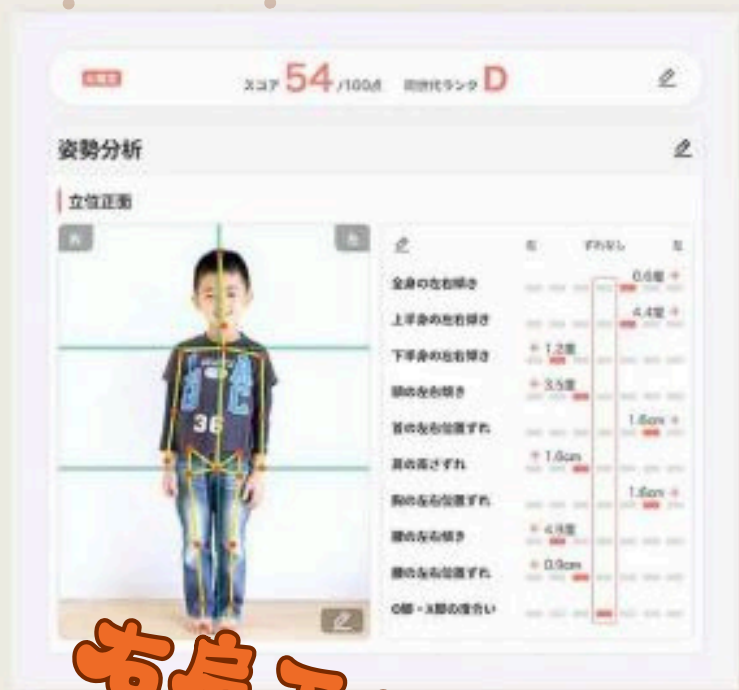 スコア 54 /100点 同世代ランク D
姿勢分析
立位正面
右 左
右 ずれなし 左
全身の左右傾き 0.6度
上半身の左右傾き 4.4度
下半身の左右傾き 1.2度
頭の左右傾き 3.5度
首の左右位置ずれ 1.6cm
肩の高さずれ 1.6cm
胸の左右位置ずれ 1.6cm
腰の左右傾き 4.9度
腰の左右位置ずれ 0.9cm
O脚・X脚の度合い
36
右肩